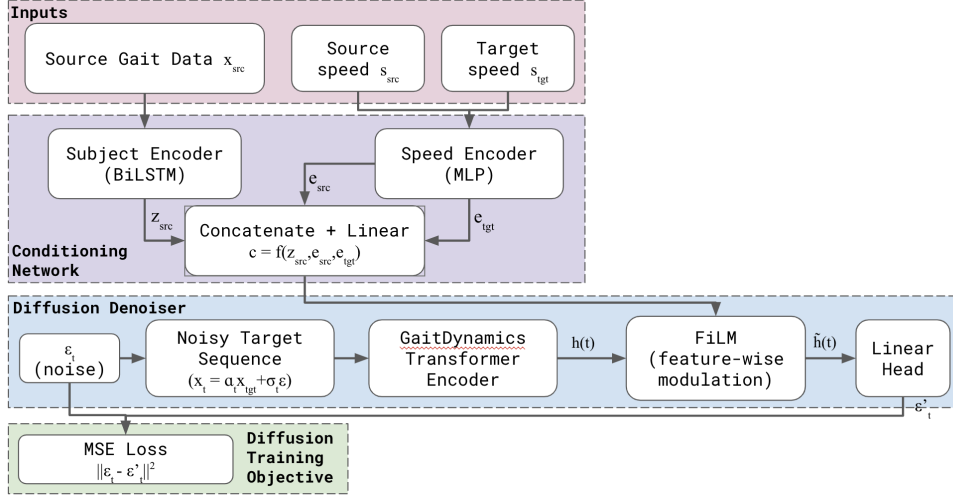 Inputs
Source Gait Data x_src
Source
speed s_src
Target
speed s_tgt
Subject Encoder
(BiLSTM)
Speed Encoder
(MLP)
e_src
z_src
e_tgt
Concatenate + Linear
c = f(z_src,e_src,e_tgt)
Conditioning
Network
Diffusion Denoiser
ε_t
(noise)
Noisy Target
Sequence
(x_t = α_t x_tgt+σ_t ε)
GaitDynamics
Transformer
Encoder
h(t)
FiLM
(feature-wise
modulation)
h̃(t)
Linear
Head
ε'_t
MSE Loss
||ε_t - ε'_t||²
Diffusion
Training
Objective